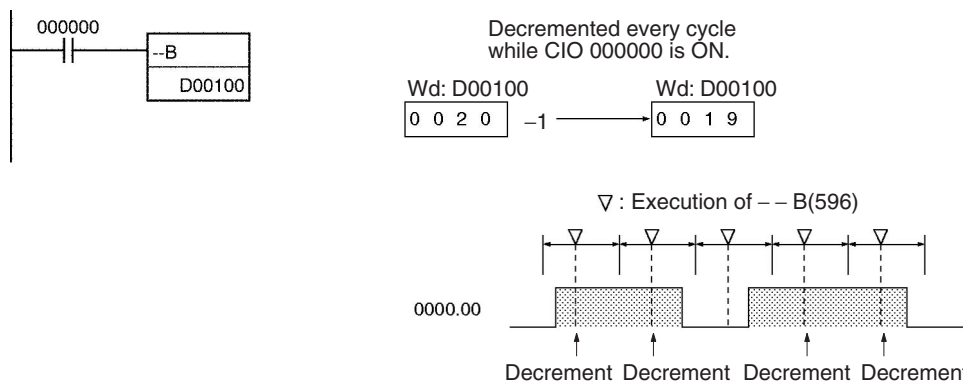 000000
--B
D00100
Decremented every cycle
while CIO 000000 is ON.
Wd: D00100
Wd: D00100
0 0 2 0
–1
0 0 1 9
▽ : Execution of – – B(596)
0000.00
Decrement Decrement Decrement Decrement